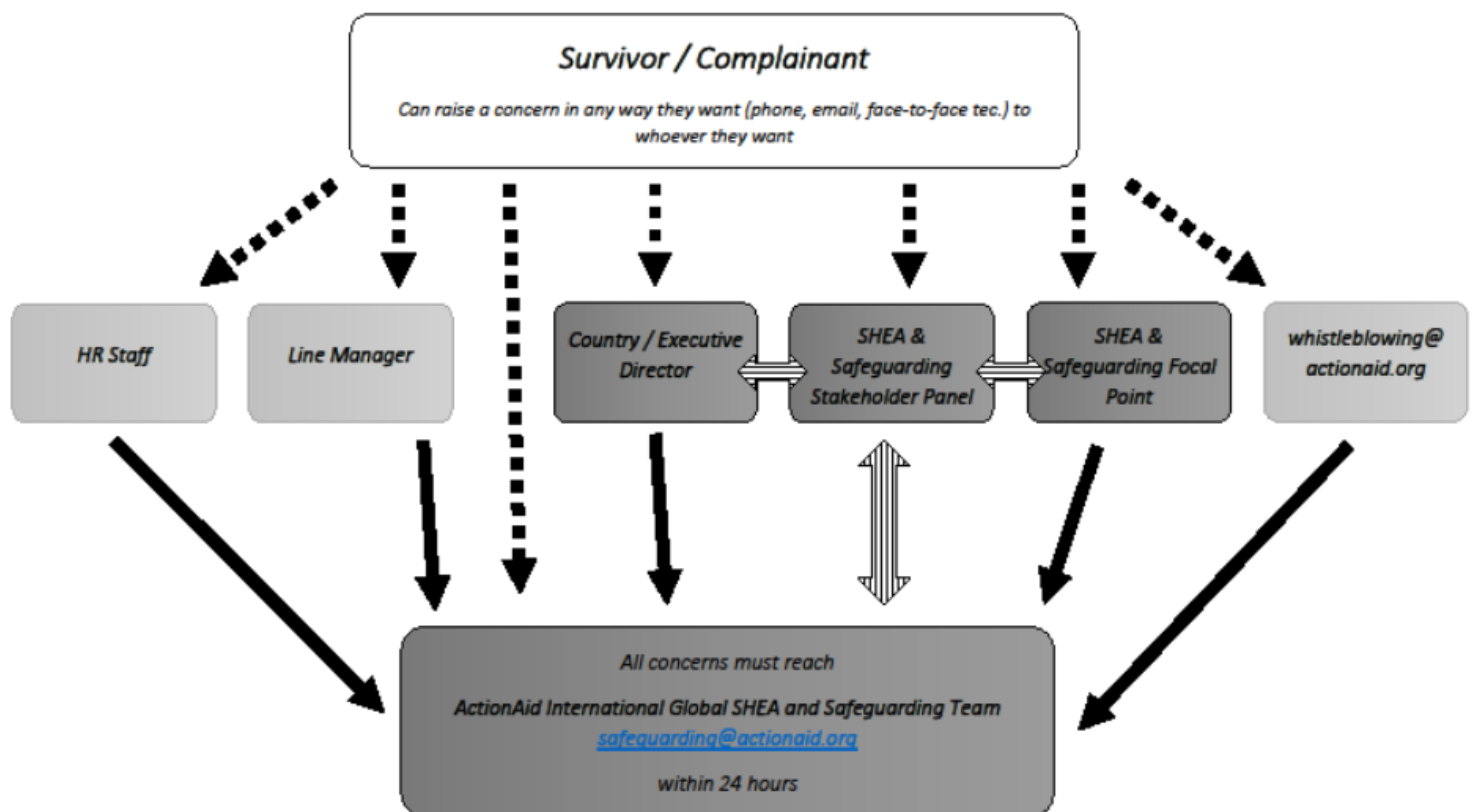 Survivor / Complainant
Can raise a concern in any way they want (phone, email, face-to-face tec.) to
whoever they want
HR Staff
Line Manager
Country / Executive
Director
SHEA &
Safeguarding
Stakeholder Panel
SHEA &
Safeguarding Focal
Point
whistleblowing@
actionaid.org
All concerns must reach
ActionAid International Global SHEA and Safeguarding Team
safeguarding@actionaid.org
within 24 hours